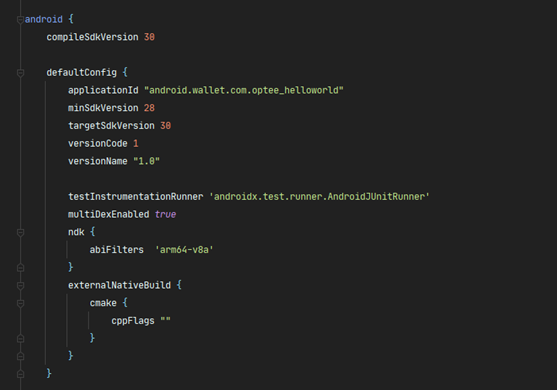 android {
compileSdkVersion 30
defaultConfig {
applicationId "android.wallet.com.optee_helloworld"
minSdkVersion 28
targetSdkVersion 30
versionCode 1
versionName "1.0"
testInstrumentationRunner 'androidx.test.runner.AndroidJUnitRunner'
multiDexEnabled true
ndk {
abiFilters  'arm64-v8a'
}
externalNativeBuild {
cmake {
cppFlags ""
}
}
}